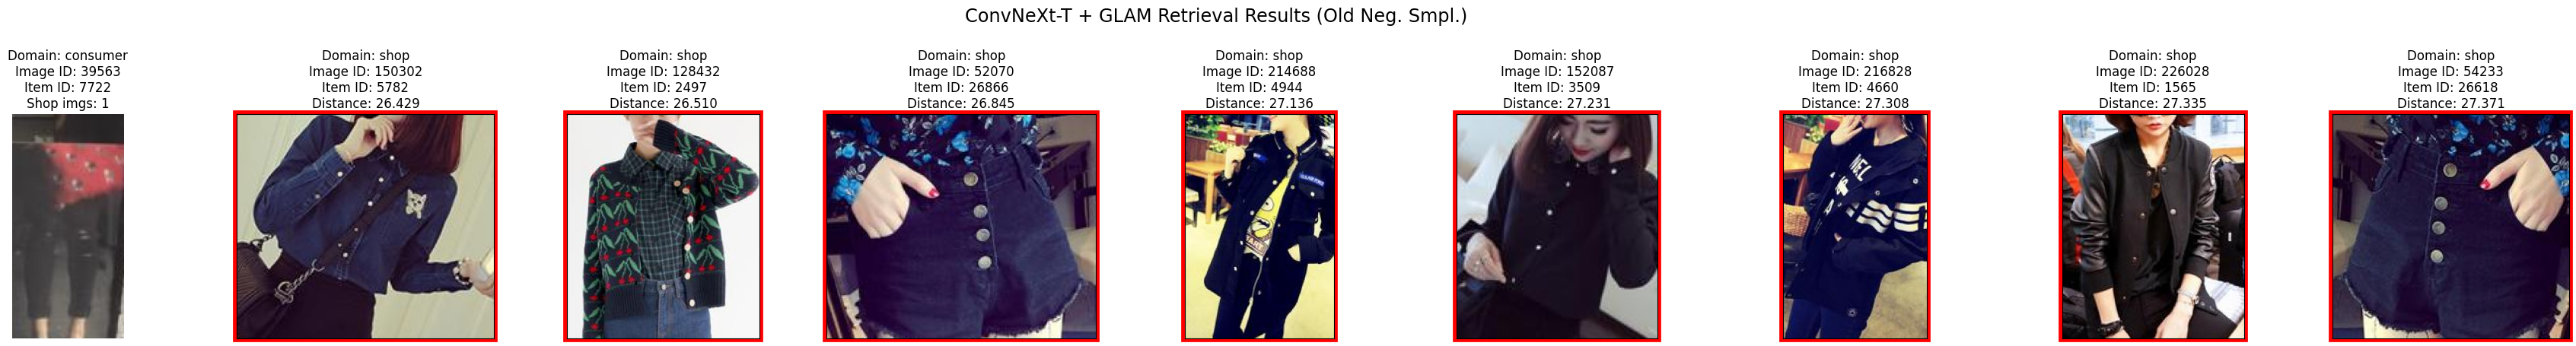 ConvNeXt-T + GLAM Retrieval Results (Old Neg. Smpl.)
Domain: consumer
Image ID: 39563
Item ID: 7722
Shop imgs: 1
Domain: shop
Image ID: 150302
Item ID: 5782
Distance: 26.429
Domain: shop
Image ID: 128432
Item ID: 2497
Distance: 26.510
Domain: shop
Image ID: 52070
Item ID: 26866
Distance: 26.845
Domain: shop
Image ID: 214688
Item ID: 4944
Distance: 27.136
Domain: shop
Image ID: 152087
Item ID: 3509
Distance: 27.231
Domain: shop
Image ID: 216828
Item ID: 4660
Distance: 27.308
Domain: shop
Image ID: 226028
Item ID: 1565
Distance: 27.335
Domain: shop
Image ID: 54233
Item ID: 26618
Distance: 27.371